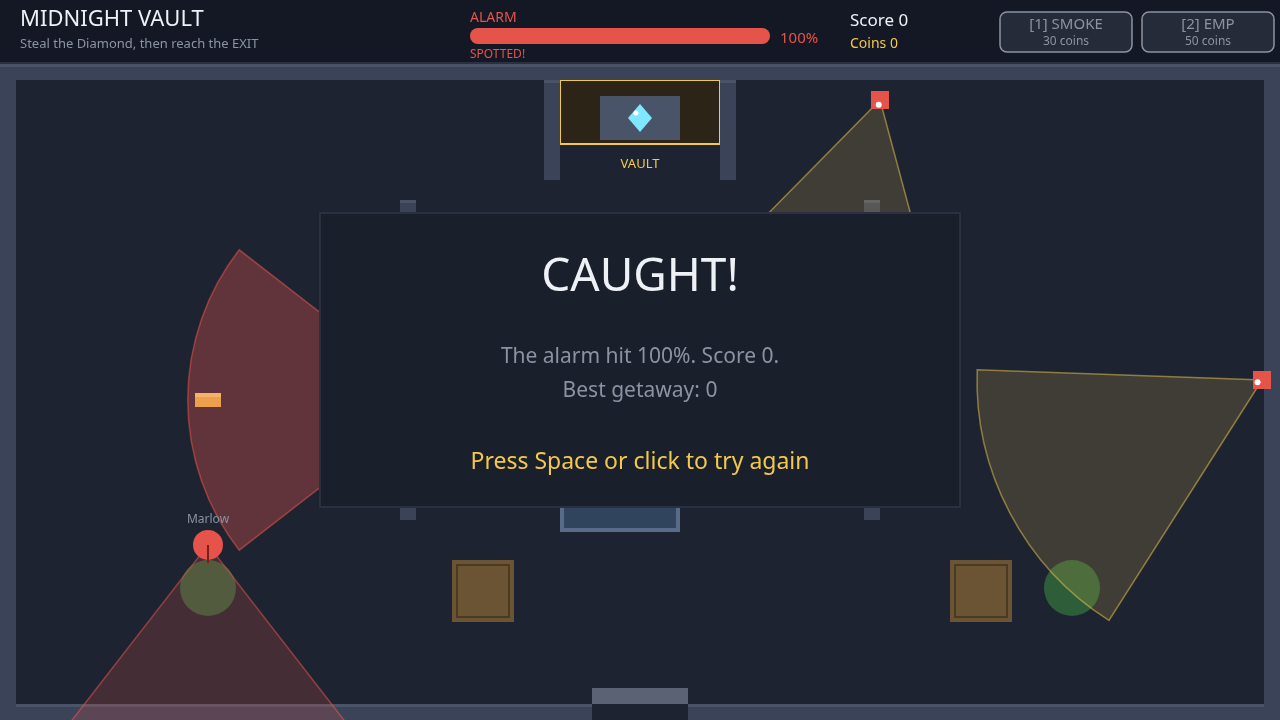 MIDNIGHT VAULT
Steal the Diamond, then reach the EXIT
ALARM
100%
SPOTTED!
Score 0
Coins 0
[1] SMOKE
30 coins
[2] EMP
50 coins
VAULT
CAUGHT!
The alarm hit 100%. Score 0.
Best getaway: 0
Press Space or click to try again
Marlow